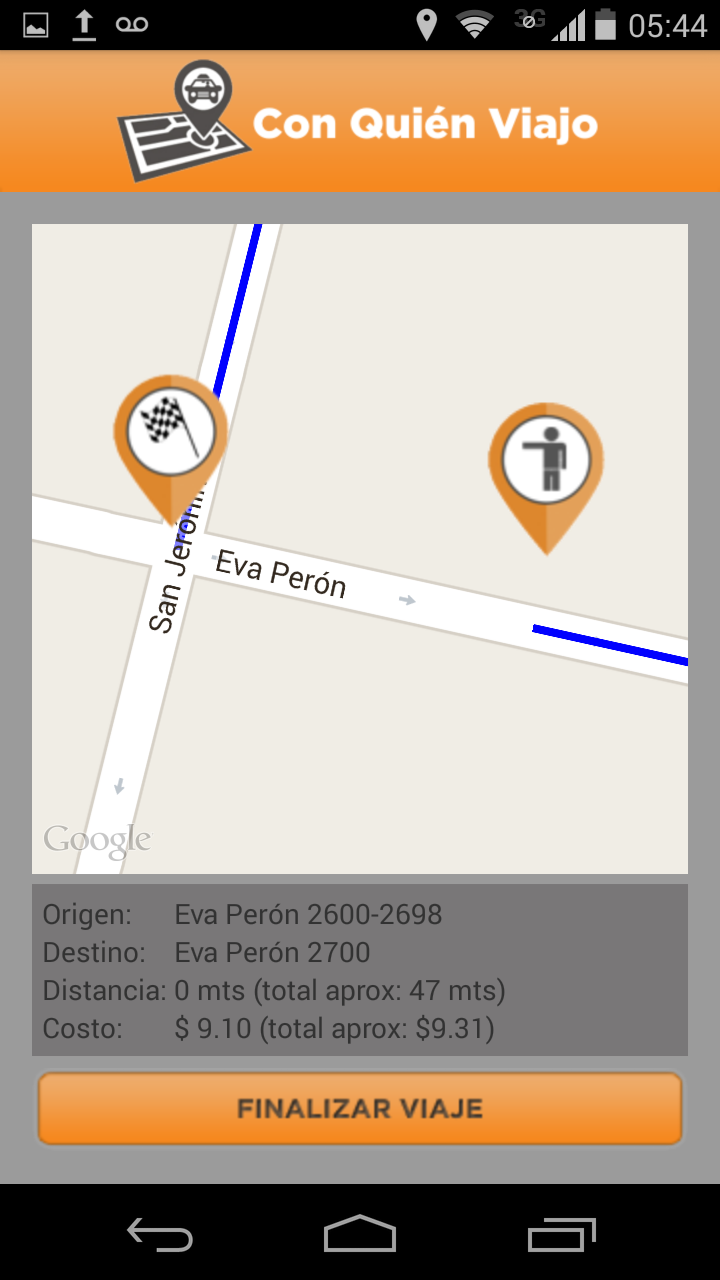 3G 05:44
Con Quién Viajo
San Jeróni
Eva Perón
Google
Origen: Eva Perón 2600-2698
Destino: Eva Perón 2700
Distancia: 0 mts (total aprox: 47 mts)
Costo: $ 9.10 (total aprox: $9.31)
FINALIZAR VIAJE